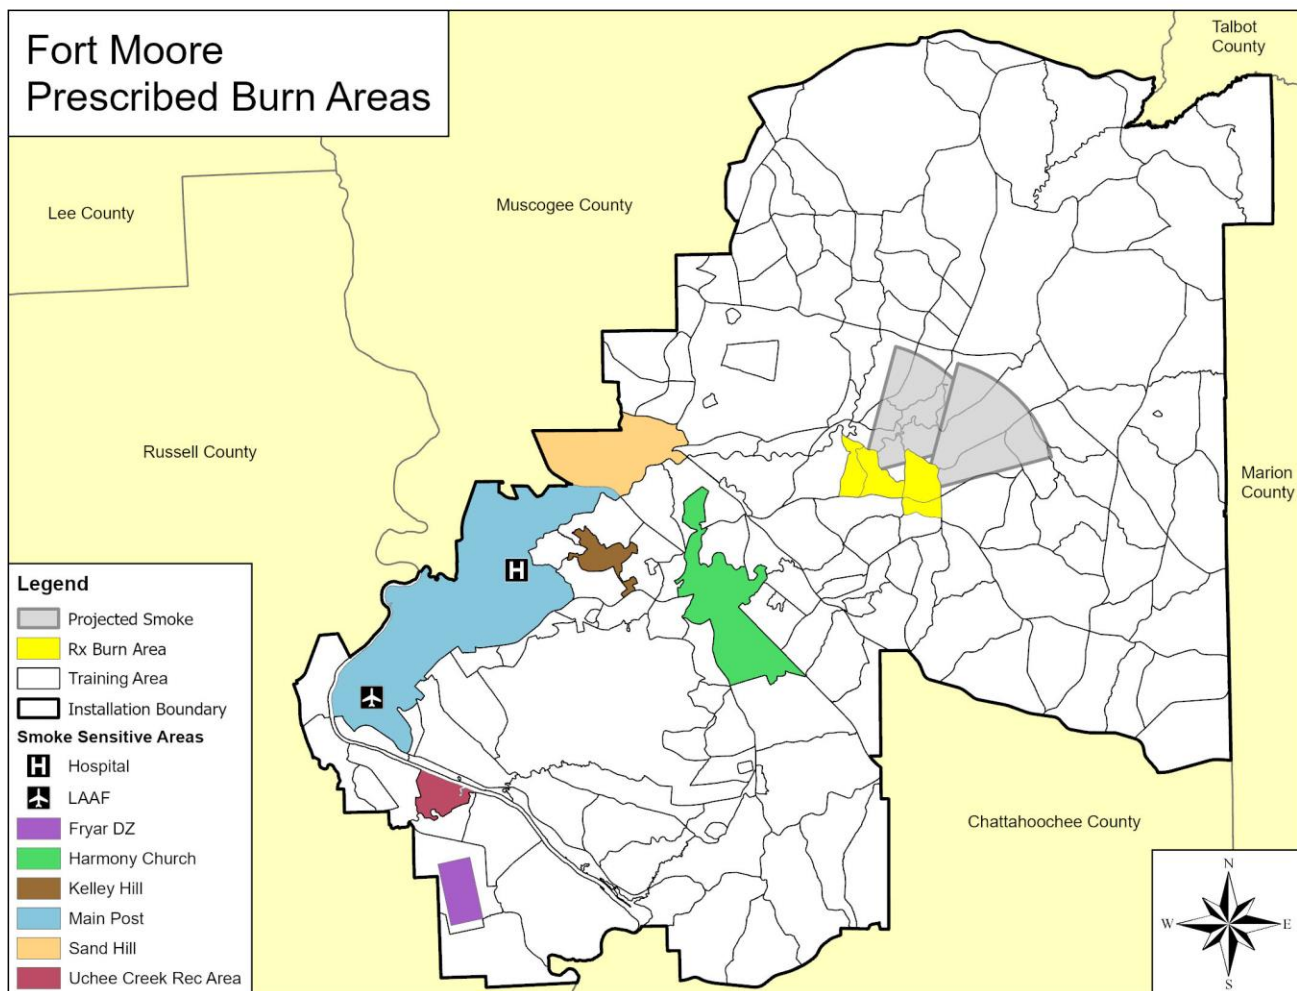 Fort Moore
Prescribed Burn Areas
Talbot
County
Lee County
Muscogee County
Russell County
Marion
County
Chattahoochee County
Legend
Projected Smoke
Rx Burn Area
Training Area
Installation Boundary
Smoke Sensitive Areas
H Hospital
LAAF
Fryar DZ
Harmony Church
Kelley Hill
Main Post
Sand Hill
Uchee Creek Rec Area
H
N
W E
S